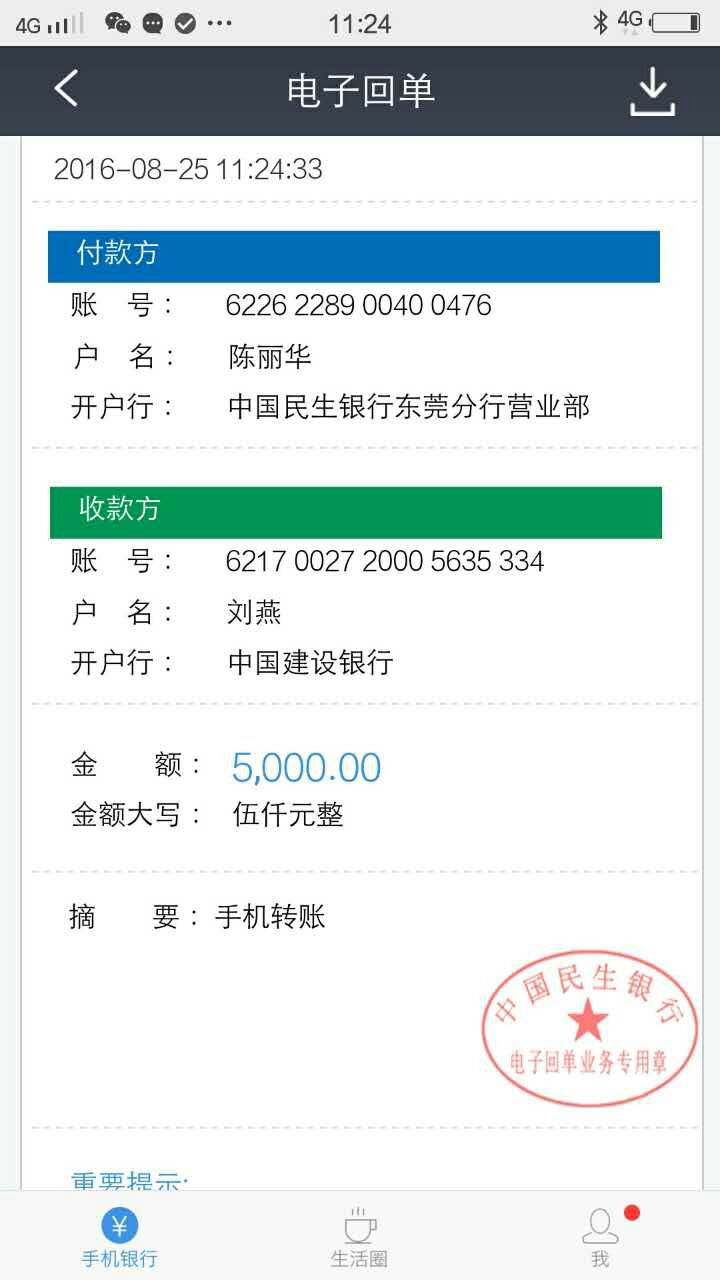 4G 11:24 4G
电子回单
2016-08-25 11:24:33
付款方
账 号： 6226 2289 0040 0476
户 名： 陈丽华
开户行： 中国民生银行东莞分行营业部
收款方
账 号： 6217 0027 2000 5635 334
户 名： 刘燕
开户行： 中国建设银行
金 额： 5,000.00
金额大写： 伍仟元整
摘 要： 手机转账
中国民生银行
电子回单业务专用章
重要提示:
¥
手机银行 生活圈 我